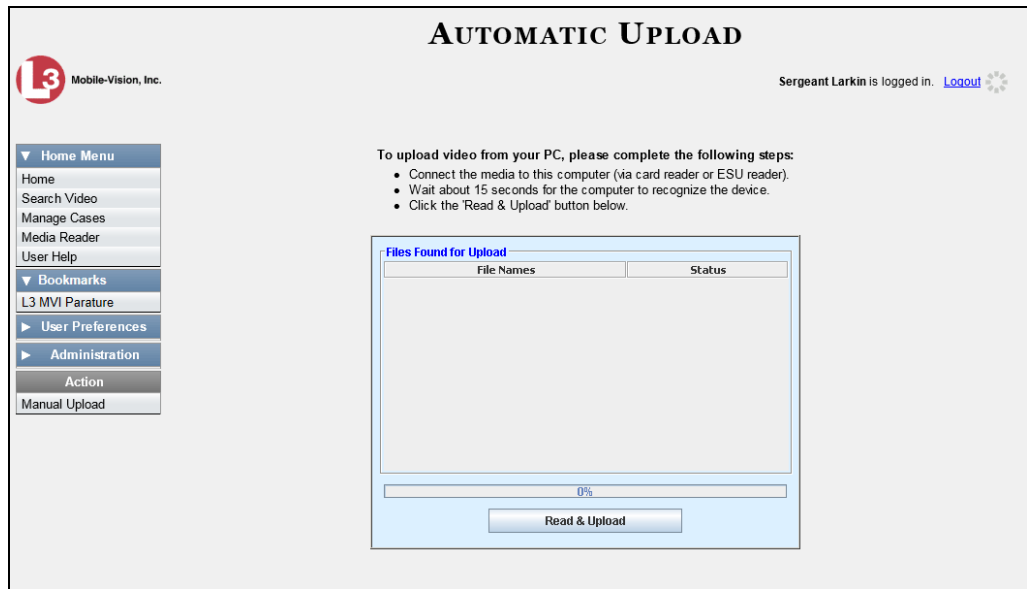 AUTOMATIC UPLOAD
L3 Mobile-Vision, Inc.
Sergeant Larkin is logged in. Logout
▼ Home Menu
Home
Search Video
Manage Cases
Media Reader
User Help
▼ Bookmarks
L3 MVI Parature
► User Preferences
► Administration
Action
Manual Upload
To upload video from your PC, please complete the following steps:
• Connect the media to this computer (via card reader or ESU reader).
• Wait about 15 seconds for the computer to recognize the device.
• Click the 'Read & Upload' button below.
Files Found for Upload
File Names Status
0%
Read & Upload